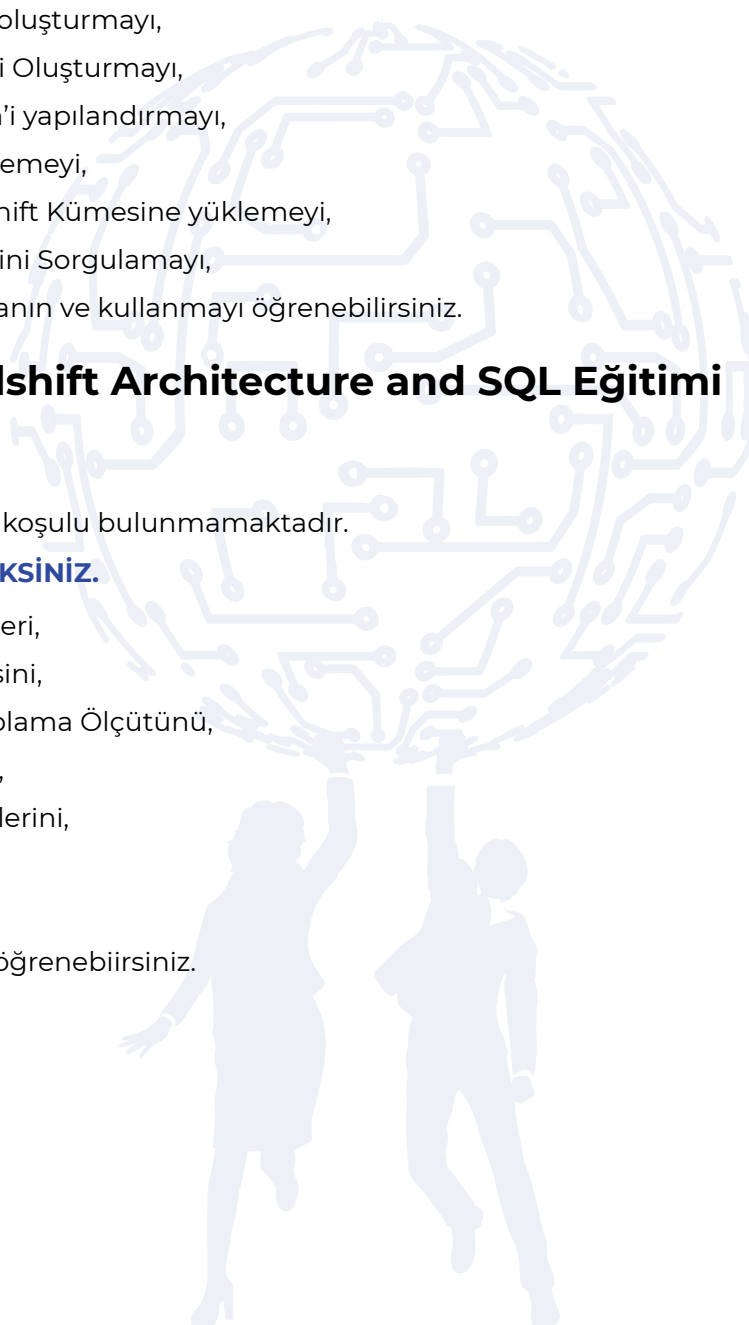 oluşturmayı,
i Oluşturmayı,
'i yapılandırmayı,
emeyi,
hift Kümesine yüklemeyi,
ini Sorgulamayı,
anın ve kullanmayı öğrenebilirsiniz.
dshift Architecture and SQL Eğitimi
koşulu bulunmamaktadır.
KSİNİZ.
eri,
sini,
plama Ölçütünü,
,
lerini,
öğrenebiirsiniz.